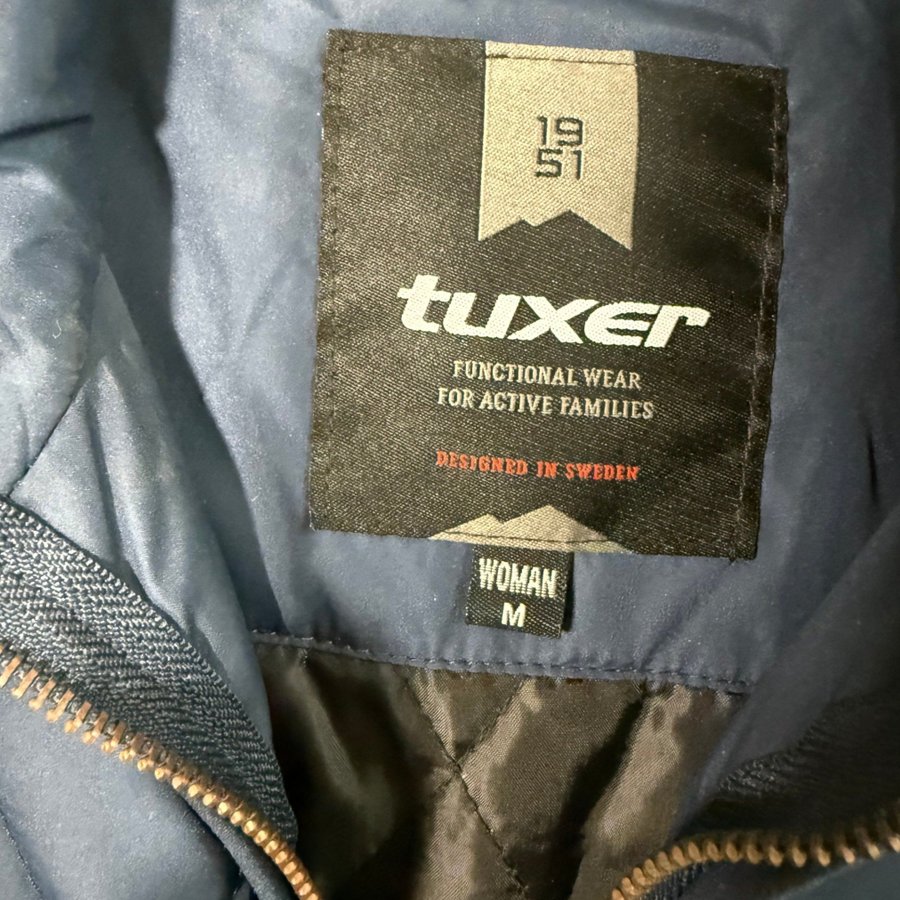 19
51
tuxer
FUNCTIONAL WEAR
FOR ACTIVE FAMILIES
DESIGNED IN SWEDEN
WOMAN
M